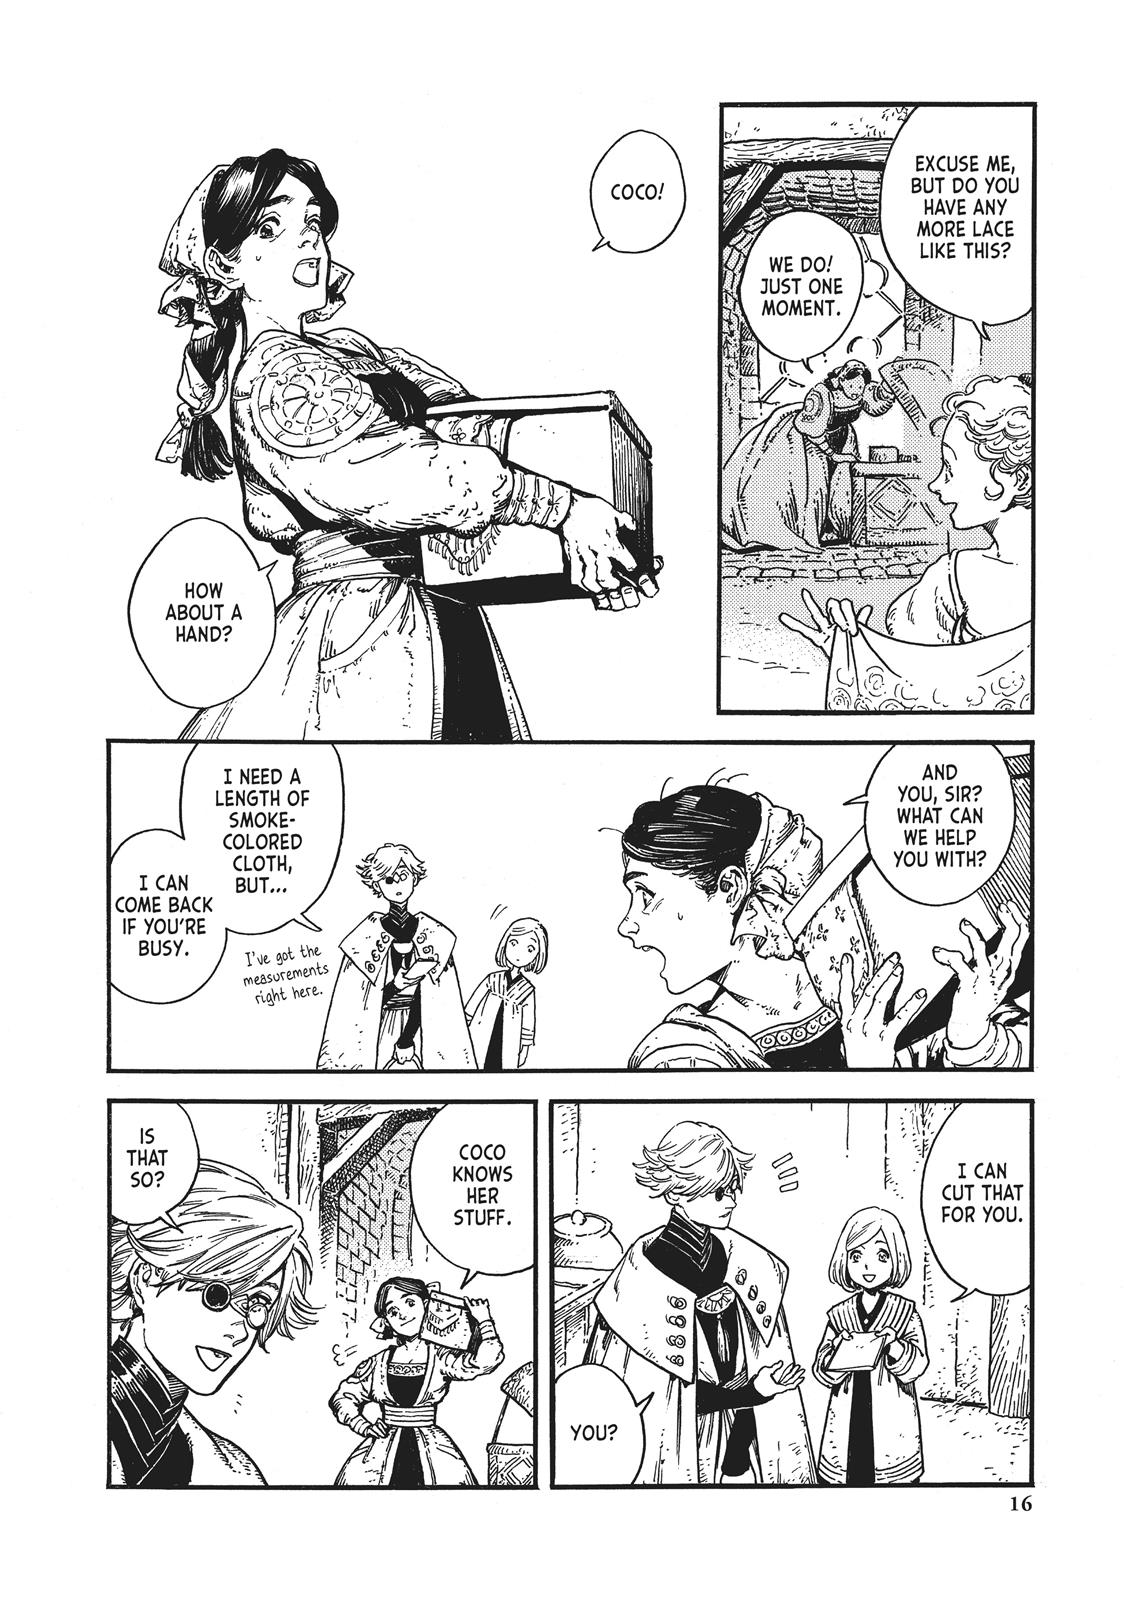 EXCUSE ME,
BUT DO YOU
HAVE ANY
MORE LACE
LIKE THIS?
WE DO!
JUST ONE
MOMENT.
COCO!
HOW
ABOUT A
HAND?
AND
YOU, SIR?
WHAT CAN
WE HELP
YOU WITH?
I NEED A
LENGTH OF
SMOKE-
COLORED
CLOTH,
BUT...
I've got the
measurements
right here.
I CAN
COME BACK
IF YOU'RE
BUSY.
I CAN
CUT THAT
FOR YOU.
YOU?
COCO
KNOWS
HER
STUFF.
IS
THAT
SO?
16